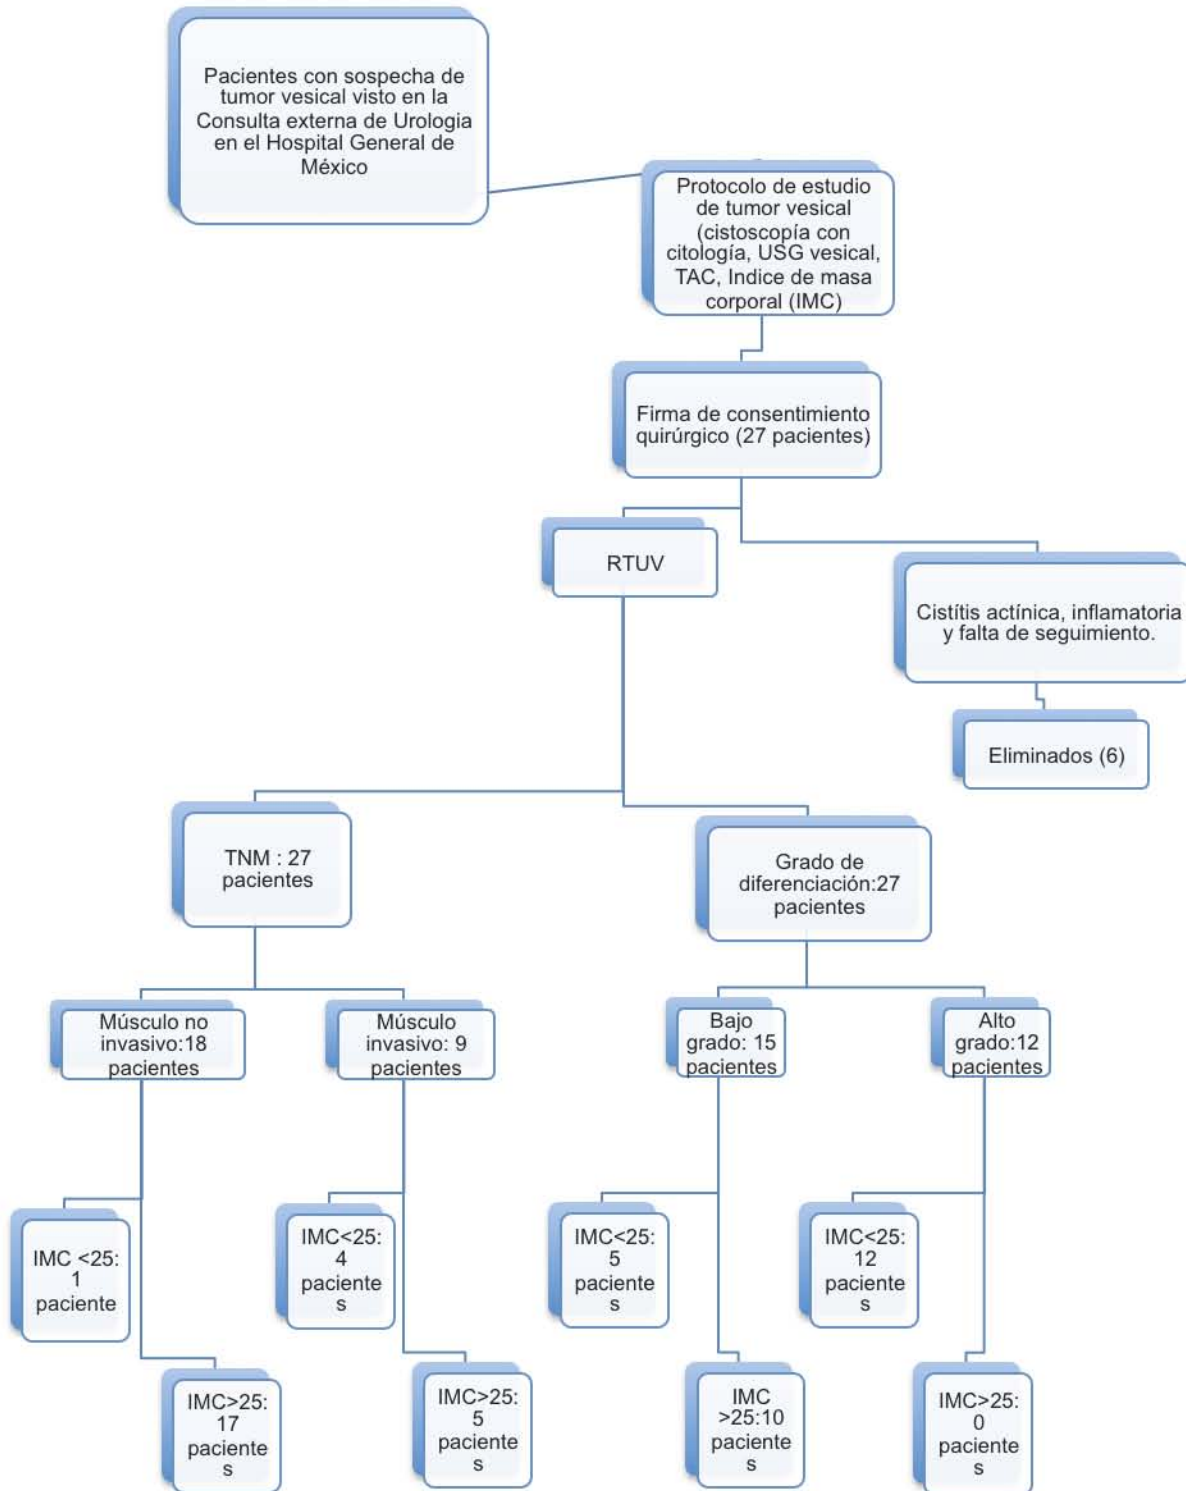 Pacientes con sospecha de
tumor vesical visto en la
Consulta externa de Urologia
en el Hospital General de
México
Protocolo de estudio
de tumor vesical
(cistoscopía con
citología, USG vesical,
TAC, Indice de masa
corporal (IMC)
Firma de consentimiento
quirúrgico (27 pacientes)
RTUV
Cistítis actínica, inflamatoria
y falta de seguimiento.
Eliminados (6)
TNM : 27
pacientes
Grado de
diferenciación:27
pacientes
Músculo no
invasivo:18
pacientes
Músculo
invasivo: 9
pacientes
Bajo
grado: 15
pacientes
Alto
grado:12
pacientes
IMC <25:
1
paciente
IMC<25:
4
paciente
s
IMC<25:
5
paciente
s
IMC<25:
12
paciente
s
IMC>25:
17
paciente
s
IMC>25:
5
paciente
s
IMC
>25:10
paciente
s
IMC>25:
0
paciente
s